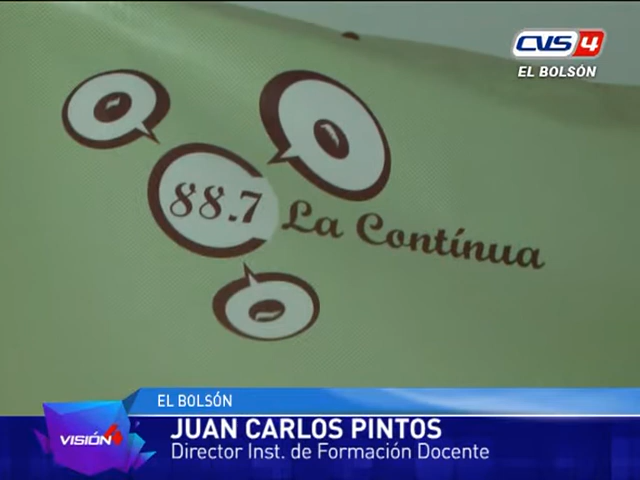 CVS4
EL BOLSÓN
88.7 La Contínua
EL BOLSÓN
JUAN CARLOS PINTOS
Director Inst. de Formación Docente
VISIÓN4